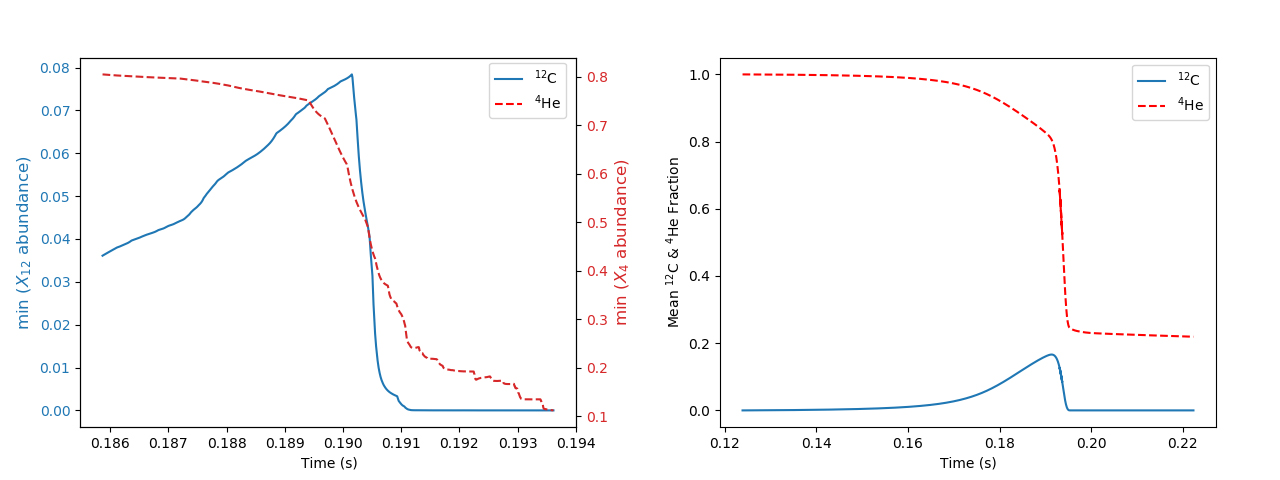 0.08
0.07
0.06
0.05
0.04
0.03
0.02
0.01
0.00
min (X₁₂ abundance)
0.186 0.187 0.188 0.189 0.190 0.191 0.192 0.193 0.194
Time (s)
0.8
0.7
0.6
0.5
0.4
0.3
0.2
0.1
min (X₄ abundance)
¹²C
⁴He
1.0
0.8
0.6
0.4
0.2
0.0
Mean ¹²C & ⁴He Fraction
0.12 0.14 0.16 0.18 0.20 0.22
Time (s)
¹²C
⁴He